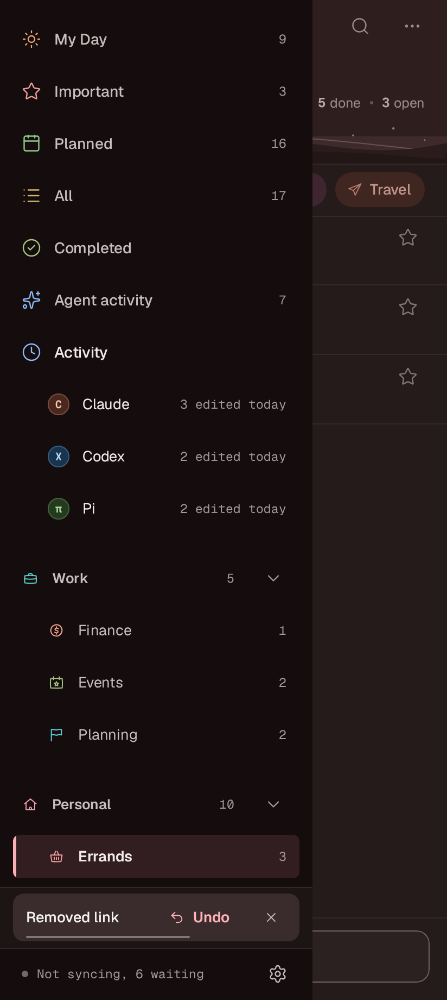 My Day 9
Important 3
Planned 16
All 17
Completed
Agent activity 7
Activity
C Claude 3 edited today
X Codex 2 edited today
π Pi 2 edited today
Work 5
Finance 1
Events 2
Planning 2
Personal 10
Errands 3
Removed link Undo
Not syncing, 6 waiting
5 done • 3 open
Travel